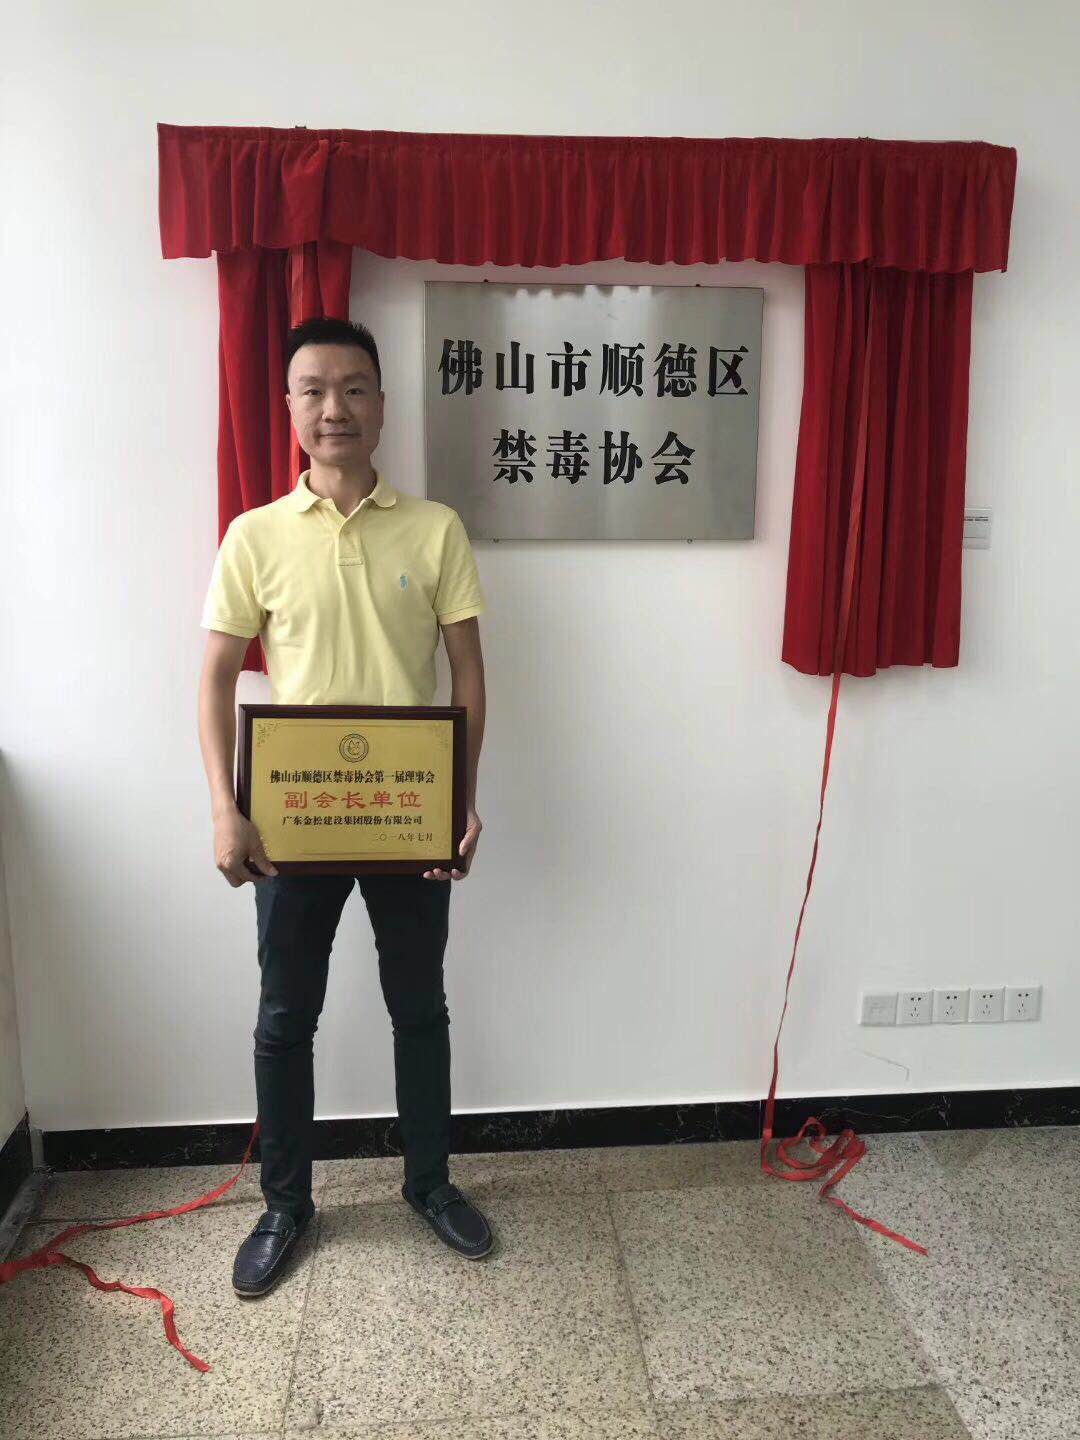 佛山市顺德区
禁毒协会
佛山市顺德区禁毒协会第一届理事会
副会长单位
广东金松建设集团股份有限公司
二〇一八年七月